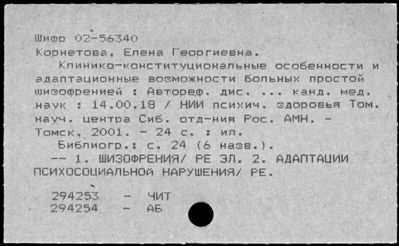 Шифр 02-56340
Корнетова, Елена Георгиевна.
Клинико-конституциональные особенности и
адаптационные возможности больных простой
шизофренией : Автореф. дис. ... канд. мед.
наук : 14.00.18 / НИИ психич. здоровья Том.
науч. центра Сиб. отд-ния Рос. АМН. -
Томск, 2001. - 24 с. : ил.
Библиогр.: с. 24 (6 назв.).
-- 1. ШИЗОФРЕНИЯ/ РЕ ЭЛ. 2. АДАПТАЦИИ
ПСИХОСОЦИАЛЬНОЙ НАРУШЕНИЯ/ РЕ.
294253 - ЧИТ
294254 - АБ